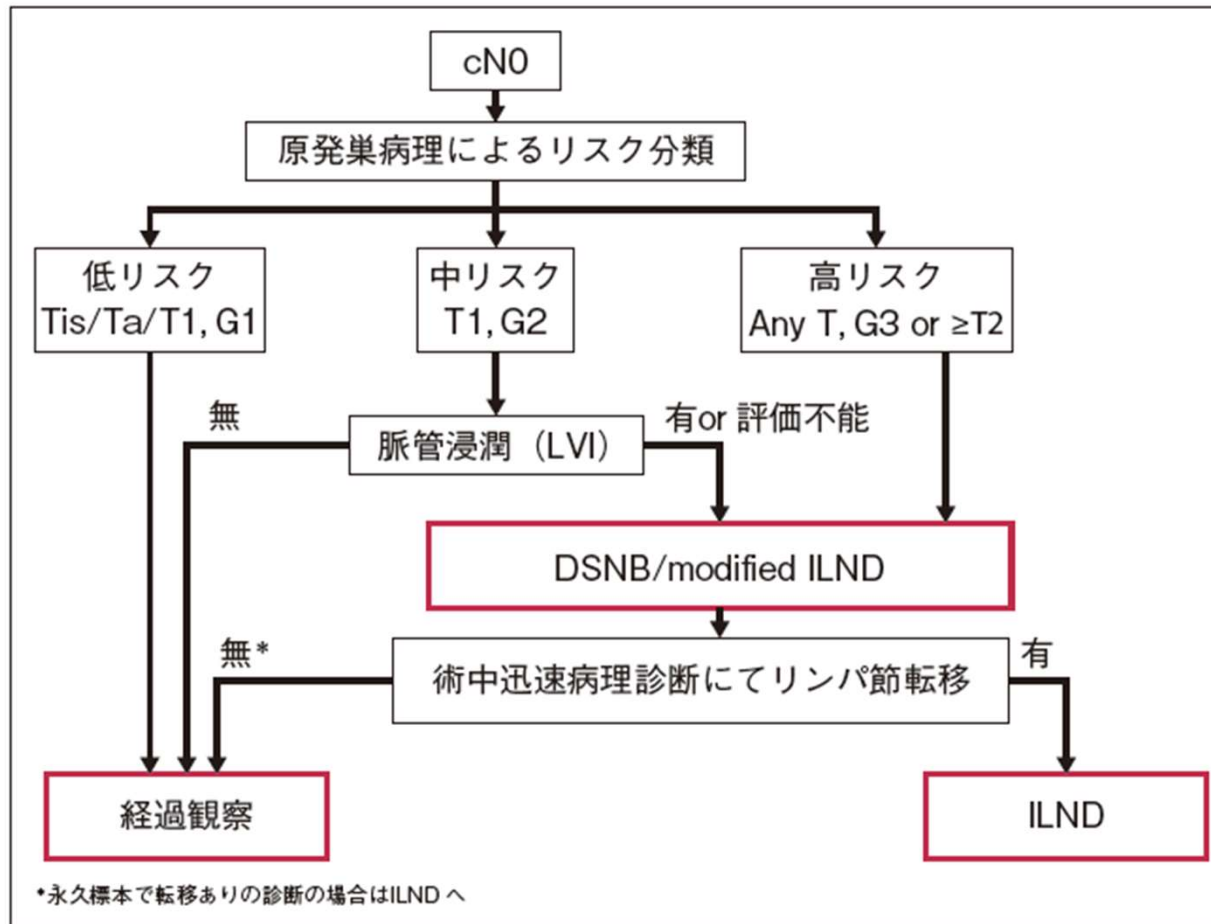 cN0
原発巣病理によるリスク分類
低リスク
Tis/Ta/T1, G1
中リスク
T1, G2
高リスク
Any T, G3 or ≥T2
無
脈管浸潤（LVI）
有or 評価不能
DSNB/modified ILND
無*
術中迅速病理診断にてリンパ節転移
有
経過観察
ILND
*永久標本で転移ありの診断の場合はILND へ